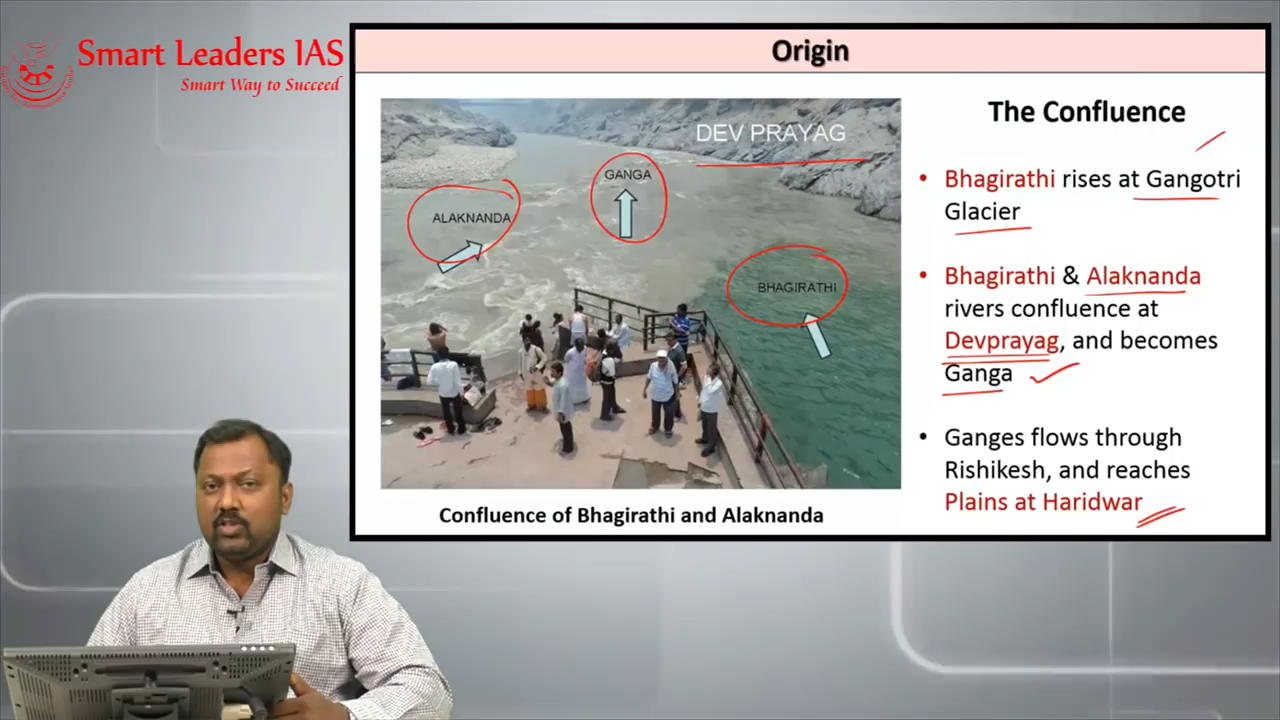 Smart Leaders IAS
Smart Way to Succeed
Origin
DEV PRAYAG
GANGA
ALAKNANDA
BHAGIRATHI
Confluence of Bhagirathi and Alaknanda
The Confluence
• Bhagirathi rises at Gangotri
Glacier
• Bhagirathi & Alaknanda
rivers confluence at
Devprayag, and becomes
Ganga
• Ganges flows through
Rishikesh, and reaches
Plains at Haridwar